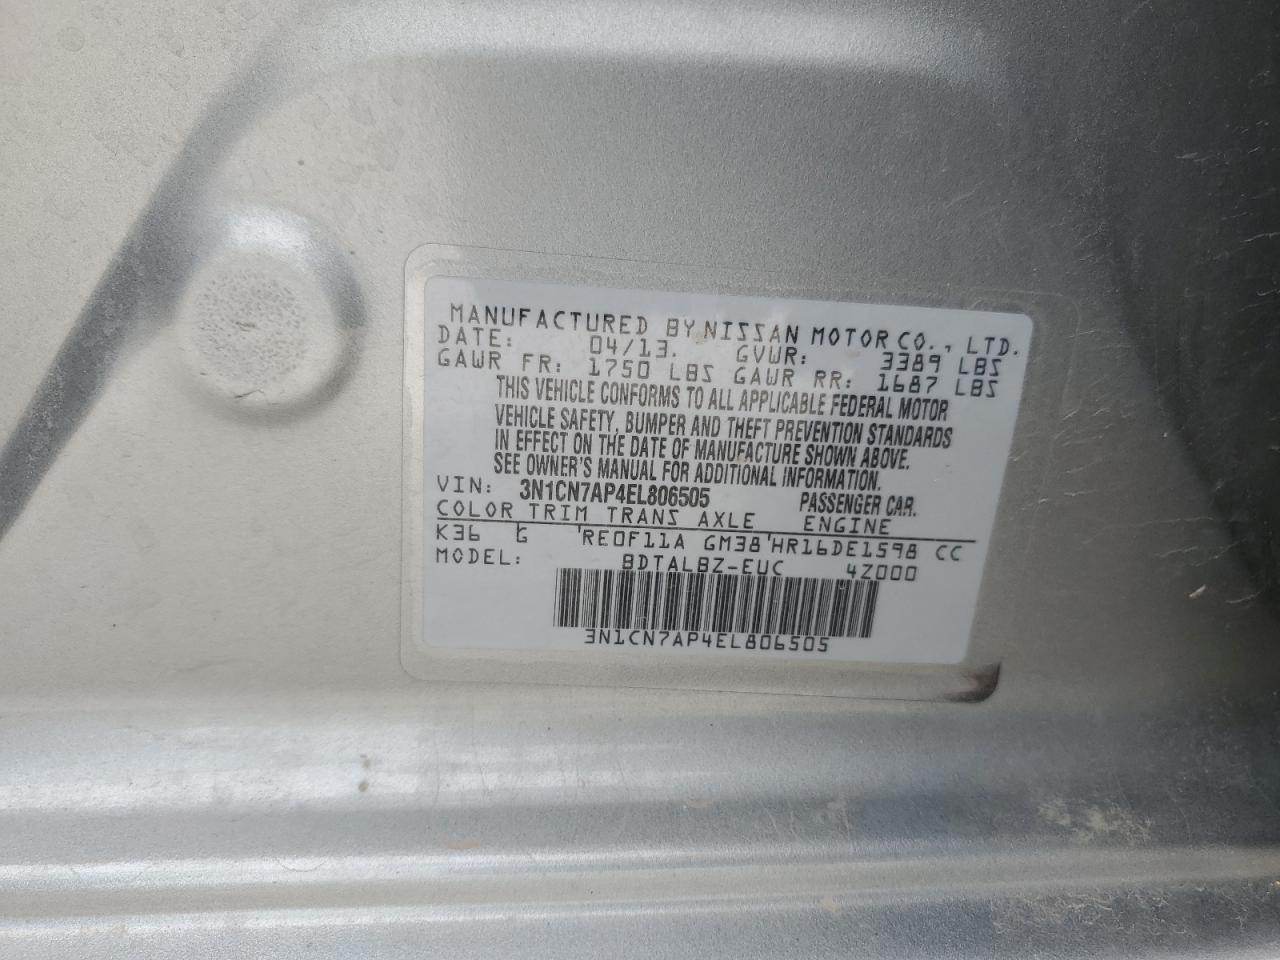 MANUFACTURED BY NISSAN MOTOR CO., LTD.
DATE: 04/13. GVWR: 3389 LBS
GAWR FR: 1750 LBS GAWR RR: 1687 LBS
THIS VEHICLE CONFORMS TO ALL APPLICABLE FEDERAL MOTOR
VEHICLE SAFETY, BUMPER AND THEFT PREVENTION STANDARDS
IN EFFECT ON THE DATE OF MANUFACTURE SHOWN ABOVE.
SEE OWNER'S MANUAL FOR ADDITIONAL INFORMATION.
VIN: 3N1CN7AP4EL806505 PASSENGER CAR.
COLOR TRIM TRANS AXLE ENGINE
K36 G RE0F11A GM38 HR16DE1598 CC
MODEL: BDTALBZ-EUC 4Z000
3N1CN7AP4EL806505